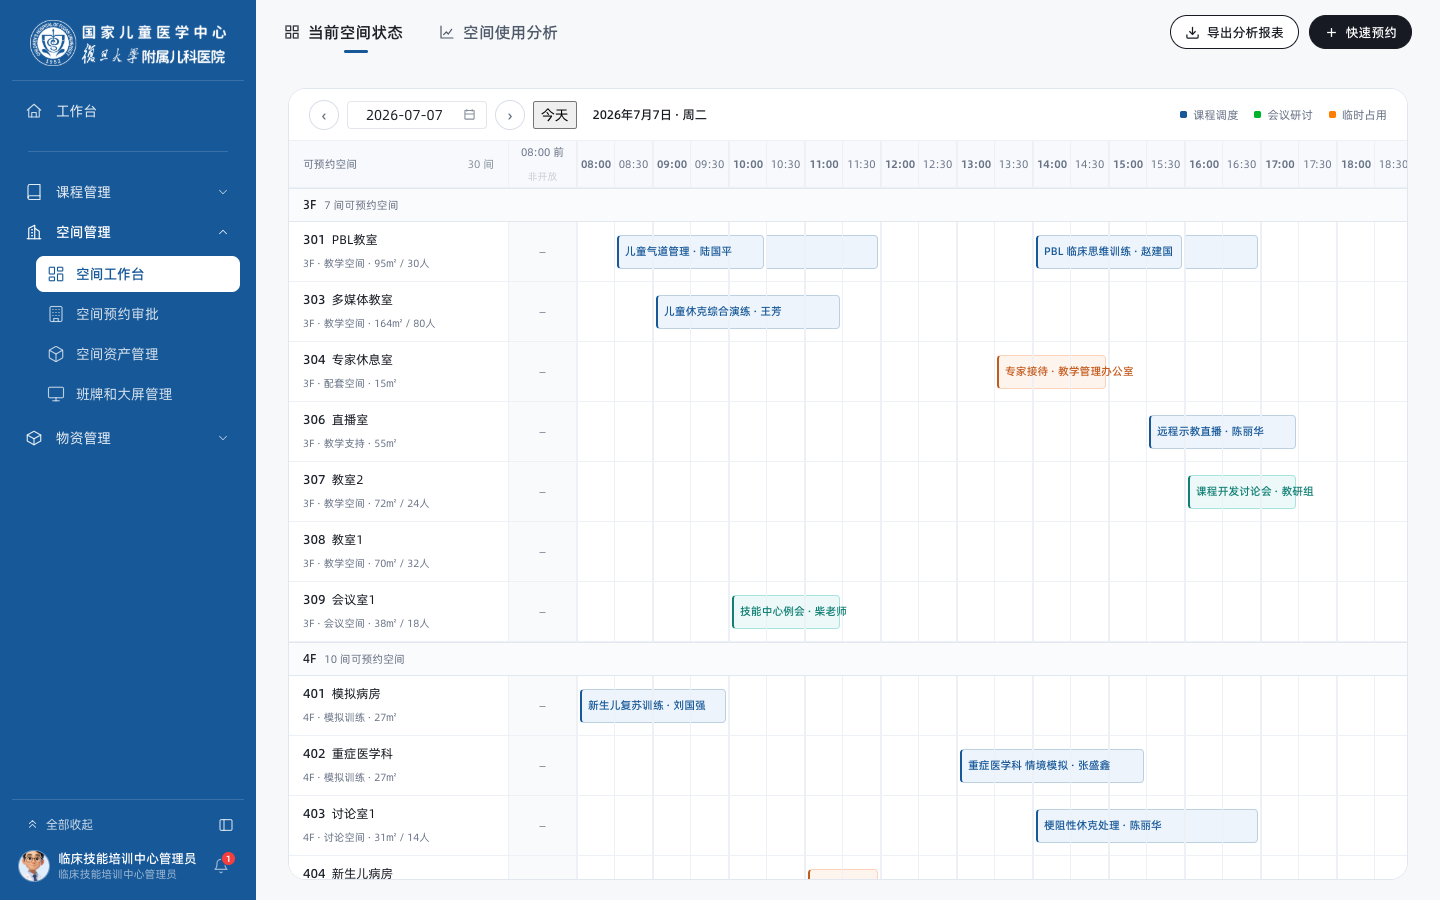 国家儿童医学中心
復旦大学附属儿科医院
工作台
课程管理
空间管理
空间工作台
空间预约审批
空间资产管理
班牌和大屏管理
物资管理
全部收起
临床技能培训中心管理员
临床技能培训中心管理员
1
当前空间状态
空间使用分析
导出分析报表
+ 快速预约
‹ 2026-07-07 › 今天 2026年7月7日 · 周二
课程调度 会议研讨 临时占用
可预约空间 30 间
08:00 前
非开放
08:00 08:30 09:00 09:30 10:00 10:30 11:00 11:30 12:00 12:30 13:00 13:30 14:00 14:30 15:00 15:30 16:00 16:30 17:00 17:30 18:00 18:30
3F 7 间可预约空间
301 PBL教室
3F · 教学空间 · 95㎡ / 30人
–
儿童气道管理 · 陆国平
PBL 临床思维训练 · 赵建国
303 多媒体教室
3F · 教学空间 · 164㎡ / 80人
–
儿童休克综合演练 · 王芳
304 专家休息室
3F · 配套空间 · 15㎡
–
专家接待 · 教学管理办公室
306 直播室
3F · 教学支持 · 55㎡
–
远程示教直播 · 陈丽华
307 教室2
3F · 教学空间 · 72㎡ / 24人
–
课程开发讨论会 · 教研组
308 教室1
3F · 教学空间 · 70㎡ / 32人
–
309 会议室1
3F · 会议空间 · 38㎡ / 18人
–
技能中心例会 · 柴老师
4F 10 间可预约空间
401 模拟病房
4F · 模拟训练 · 27㎡
–
新生儿复苏训练 · 刘国强
402 重症医学科
4F · 模拟训练 · 27㎡
–
重症医学科 情境模拟 · 张盛鑫
403 讨论室1
4F · 讨论空间 · 31㎡ / 14人
–
梗阻性休克处理 · 陈丽华
404 新生儿病房